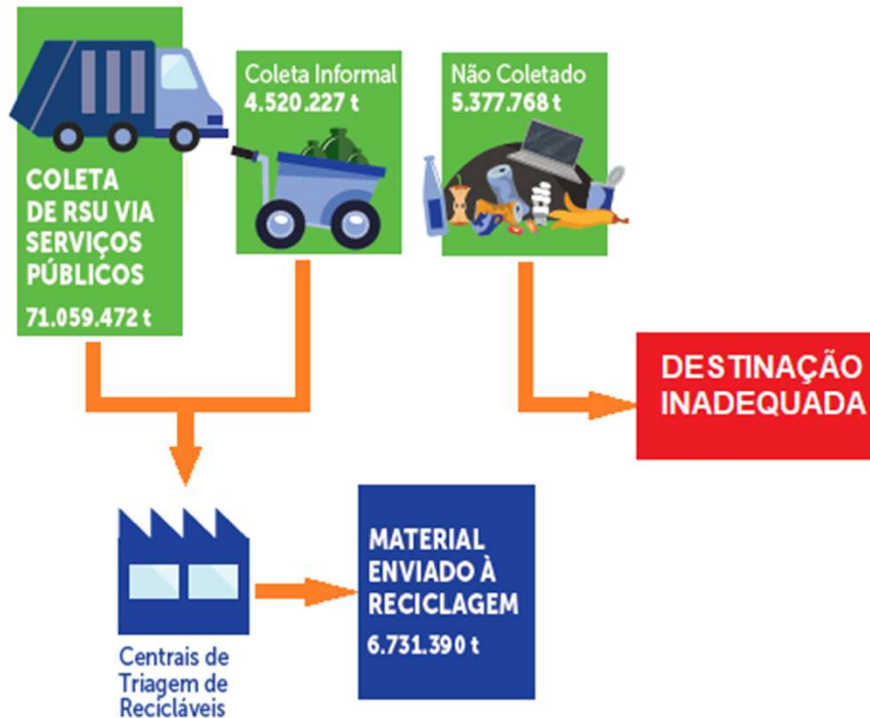 COLETA
DE RSU VIA
SERVIÇOS
PÚBLICOS
71.059.472 t
Coleta Informal
4.520.227 t
Não Coletado
5.377.768 t
DESTINAÇÃO
INADEQUADA
Centrais de
Triagem de
Recicláveis
MATERIAL
ENVIADO À
RECICLAGEM
6.731.390 t